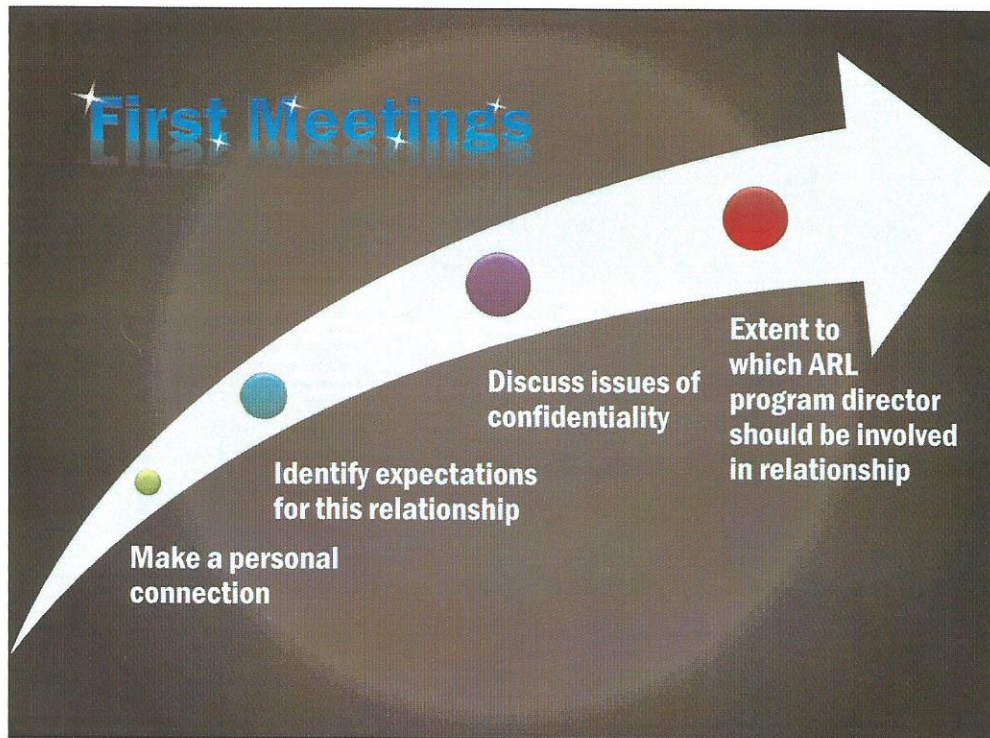 First Meetings
Make a personal
connection
Identify expectations
for this relationship
Discuss issues of
confidentiality
Extent to
which ARL
program director
should be involved
in relationship